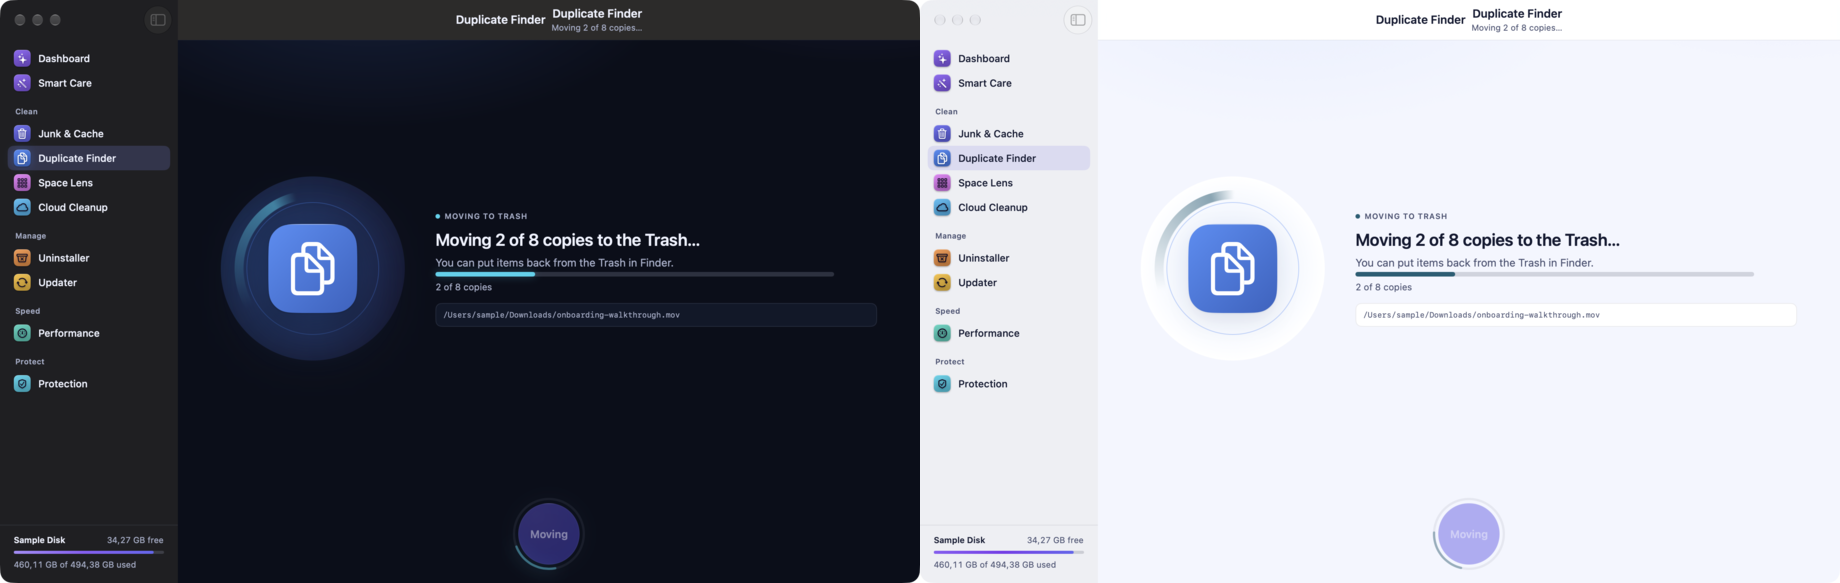 Duplicate Finder
Duplicate Finder
Moving 2 of 8 copies...
Dashboard
Smart Care
Clean
Junk & Cache
Duplicate Finder
Space Lens
Cloud Cleanup
Manage
Uninstaller
Updater
Speed
Performance
Protect
Protection
Sample Disk
34,27 GB free
460,11 GB of 494,38 GB used
MOVING TO TRASH
Moving 2 of 8 copies to the Trash...
You can put items back from the Trash in Finder.
2 of 8 copies
/Users/sample/Downloads/onboarding-walkthrough.mov
Moving
Duplicate Finder
Duplicate Finder
Moving 2 of 8 copies...
Dashboard
Smart Care
Clean
Junk & Cache
Duplicate Finder
Space Lens
Cloud Cleanup
Manage
Uninstaller
Updater
Speed
Performance
Protect
Protection
Sample Disk
34,27 GB free
460,11 GB of 494,38 GB used
MOVING TO TRASH
Moving 2 of 8 copies to the Trash...
You can put items back from the Trash in Finder.
2 of 8 copies
/Users/sample/Downloads/onboarding-walkthrough.mov
Moving